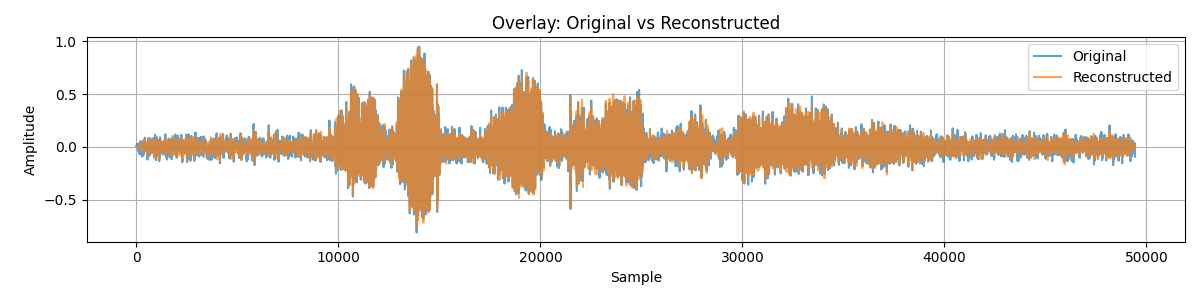 Overlay: Original vs Reconstructed
1.0
0.5
0.0
−0.5
Amplitude
Original
Reconstructed
0
10000
20000
30000
40000
50000
Sample